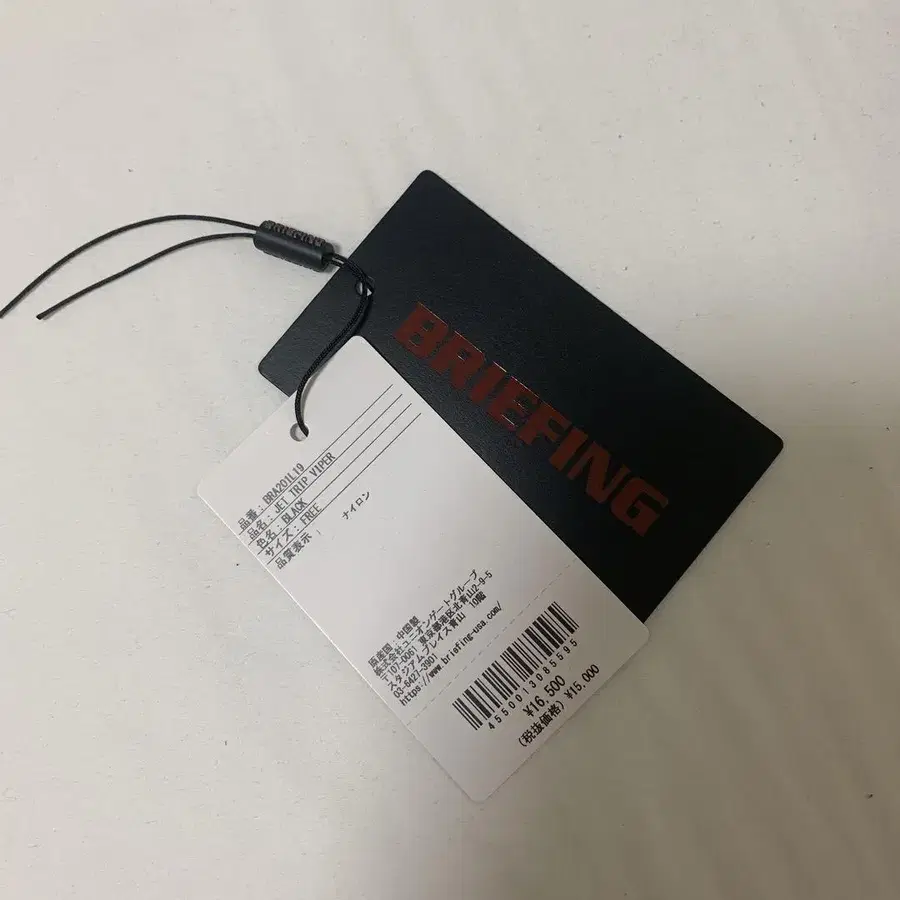 BRIEFING
BRIEFING
品番:BRA201L19
品名:JET TRIP VIPER
色名:BLACK
サイズ:FREE
品質表示:
ナイロン
原産国:中国製
株式会社ユニオンゲートグループ
〒107-0061 東京都港区北青山2-9-5
スタジアムプレイス青山 10階
03-6427-3901
https://www.briefing-usa.com/
4550013085595
¥16,500
(税抜価格) ¥15,000